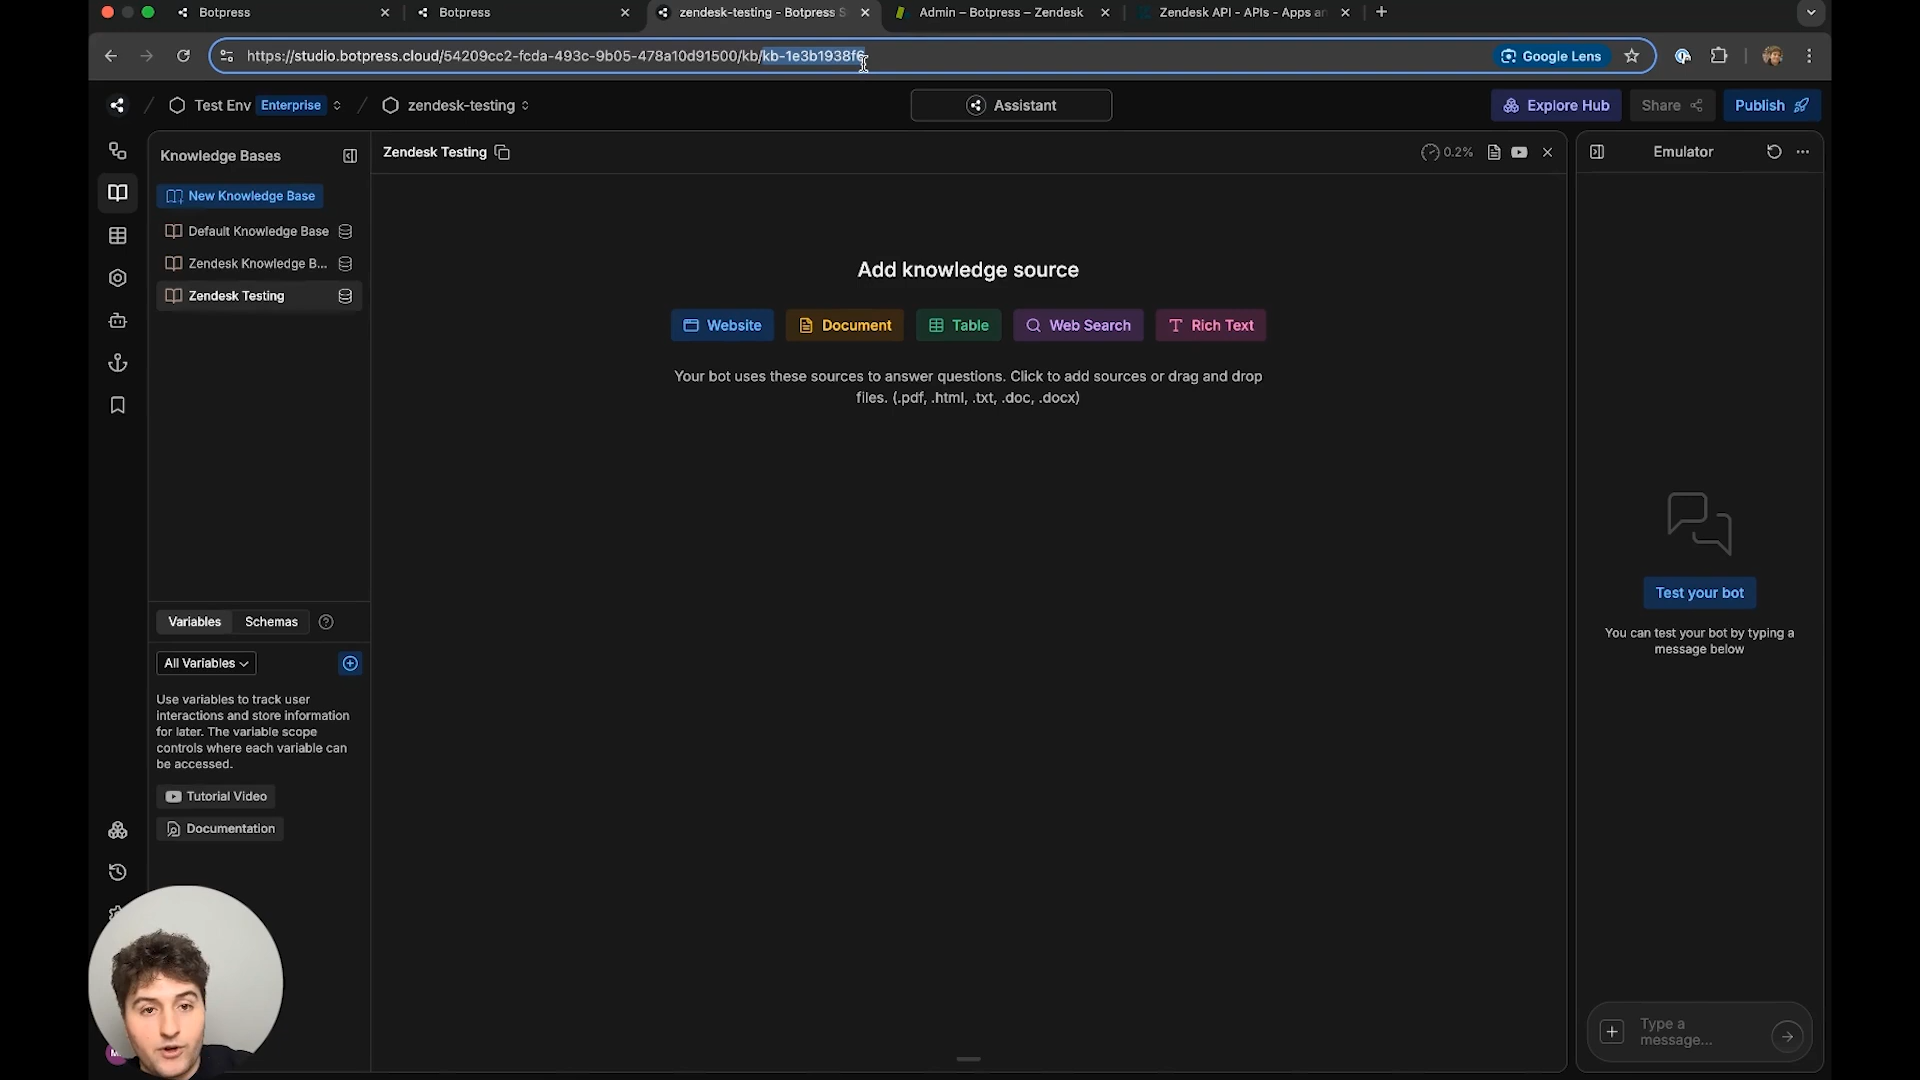 Botpress
Botpress
zendesk-testing - Botpress S
Admin – Botpress – Zendesk
Zendesk API - APIs - Apps an
https://studio.botpress.cloud/54209cc2-fcda-493c-9b05-478a10d91500/kb/kb-1e3b1938f6
Google Lens
Test Env
Enterprise
zendesk-testing
Assistant
Explore Hub
Share
Publish
Knowledge Bases
New Knowledge Base
Default Knowledge Base
Zendesk Knowledge B...
Zendesk Testing
Variables
Schemas
All Variables
Use variables to track user
interactions and store information
for later. The variable scope
controls where each variable can
be accessed.
Tutorial Video
Documentation
Zendesk Testing
0.2%
Add knowledge source
Website
Document
Table
Web Search
Rich Text
Your bot uses these sources to answer questions. Click to add sources or drag and drop
files. (.pdf, .html, .txt, .doc, .docx)
Emulator
Test your bot
You can test your bot by typing a
message below
Type a
message...